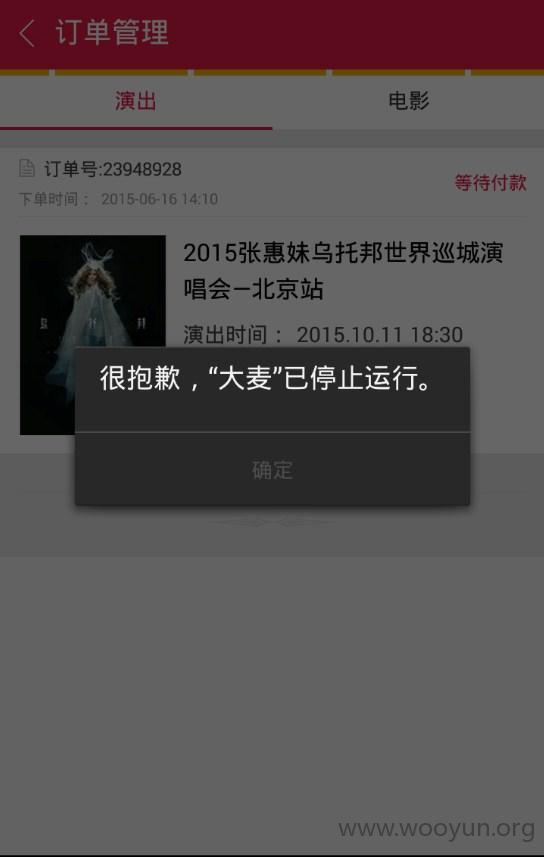 订单管理
演出
电影
订单号:23948928
等待付款
下单时间： 2015-06-16 14:10
2015张惠妹乌托邦世界巡城演
唱会—北京站
演出时间： 2015.10.11 18:30
很抱歉，“大麦”已停止运行。
确定
www.wooyun.org